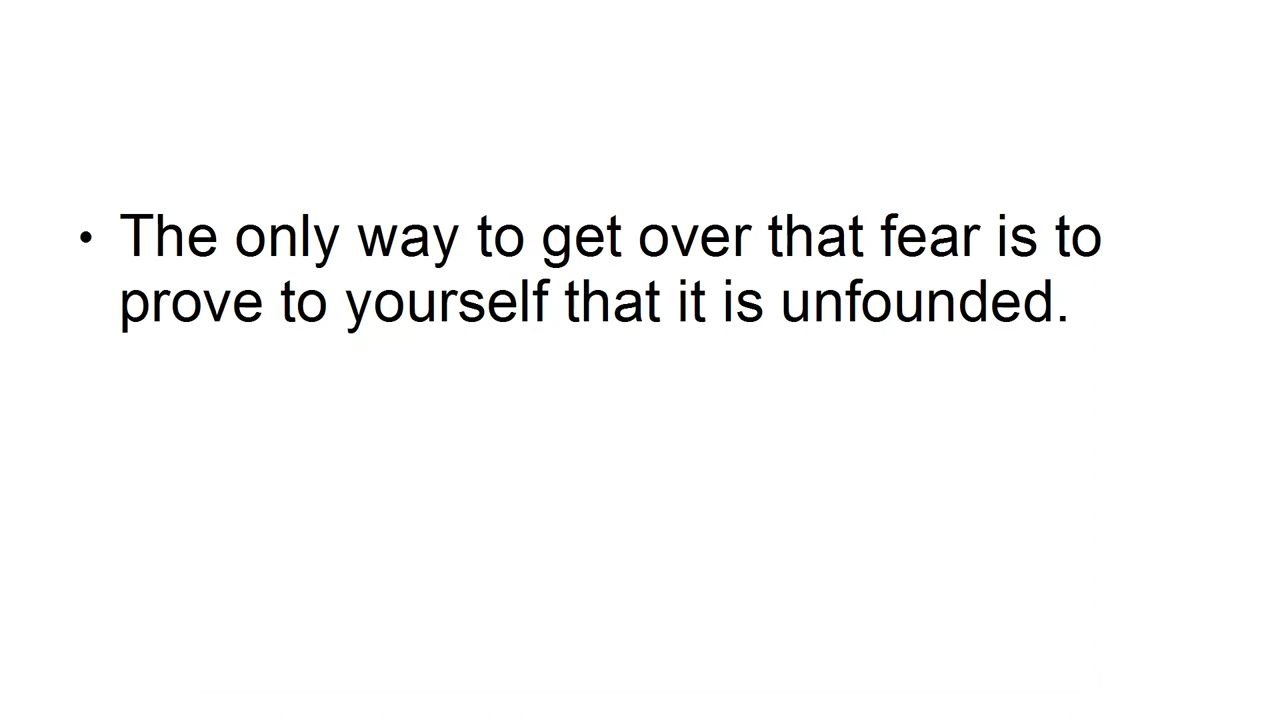 • The only way to get over that fear is to
prove to yourself that it is unfounded.